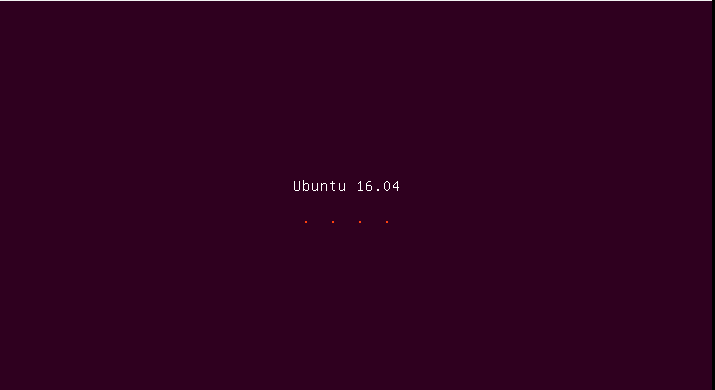 Ubuntu 16.04
. . . .